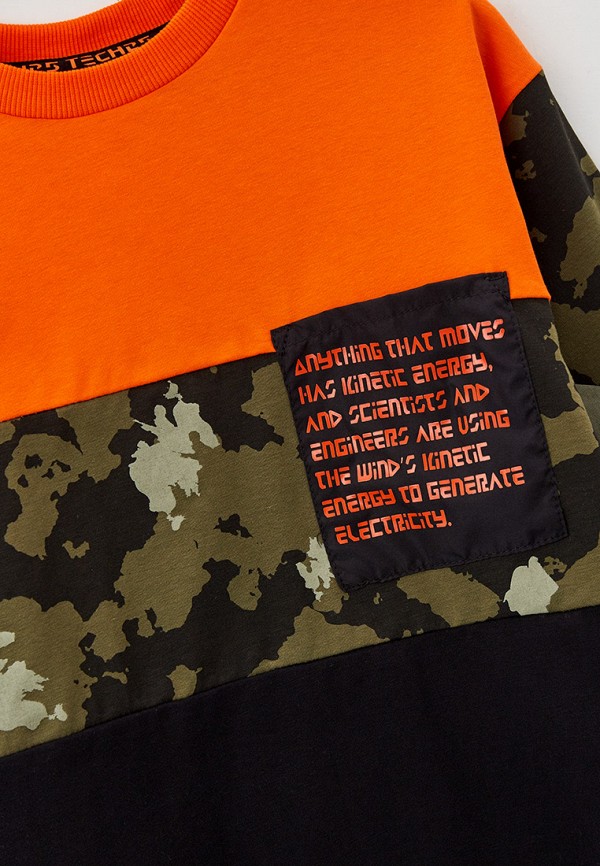 TECH
ANYTHING THAT MOVES
HAS KINETIC ENERGY,
AND SCIENTISTS AND
ENGINEERS ARE USING
THE WIND'S KINETIC
ENERGY TO GENERATE
ELECTRICITY.